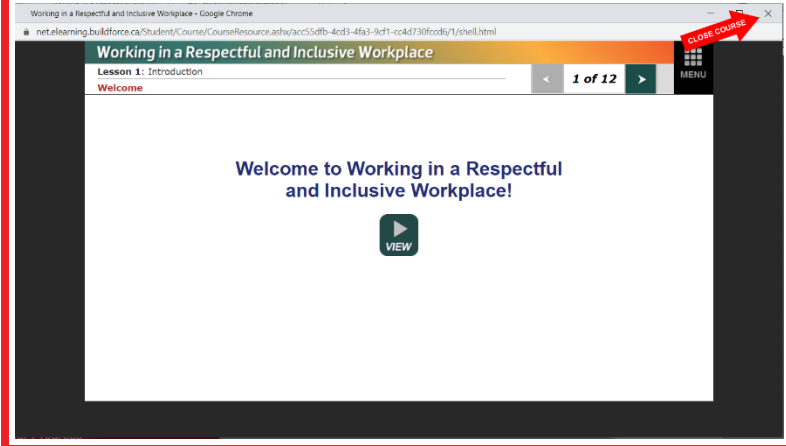 Working in a Respectful and Inclusive Workplace - Google Chrome
net.elearning.buildforce.ca/Student/Course/CourseResource.ashx/acc55dfb-4cd3-4fa3-9cf1-cc4d730fccd6/1/shell.html
CLOSE COURSE
Working in a Respectful and Inclusive Workplace
Lesson 1: Introduction
Welcome
< 1 of 12 >
MENU
Welcome to Working in a Respectful
and Inclusive Workplace!
VIEW